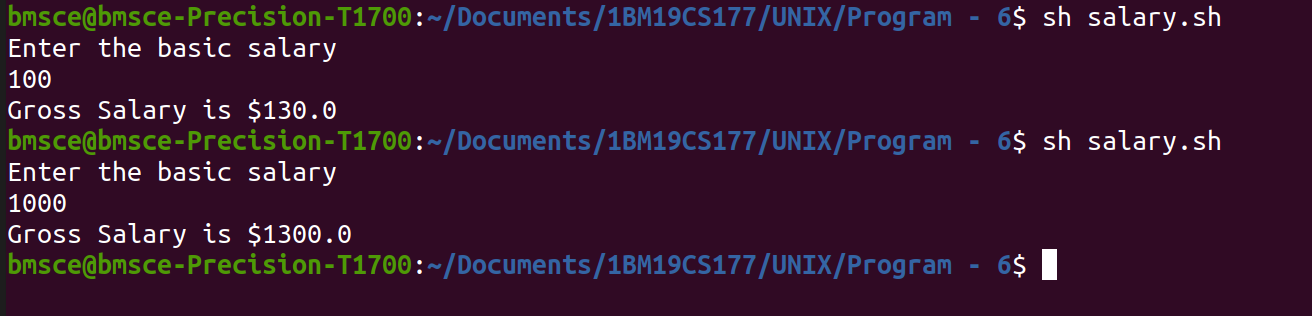 bmsce@bmsce-Precision-T1700:~/Documents/1BM19CS177/UNIX/Program - 6$ sh salary.sh
Enter the basic salary
100
Gross Salary is $130.0
bmsce@bmsce-Precision-T1700:~/Documents/1BM19CS177/UNIX/Program - 6$ sh salary.sh
Enter the basic salary
1000
Gross Salary is $1300.0
bmsce@bmsce-Precision-T1700:~/Documents/1BM19CS177/UNIX/Program - 6$